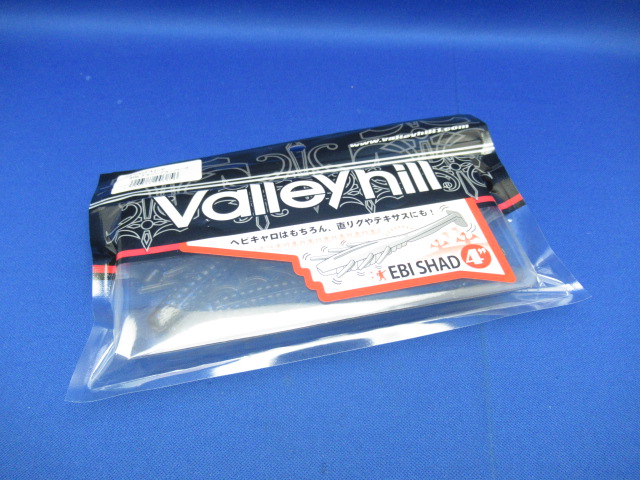 www.valleyhill.com
Valleyhill
ヘビキャロはもちろん、直リグやテキサスにも!
EBI SHAD 4"